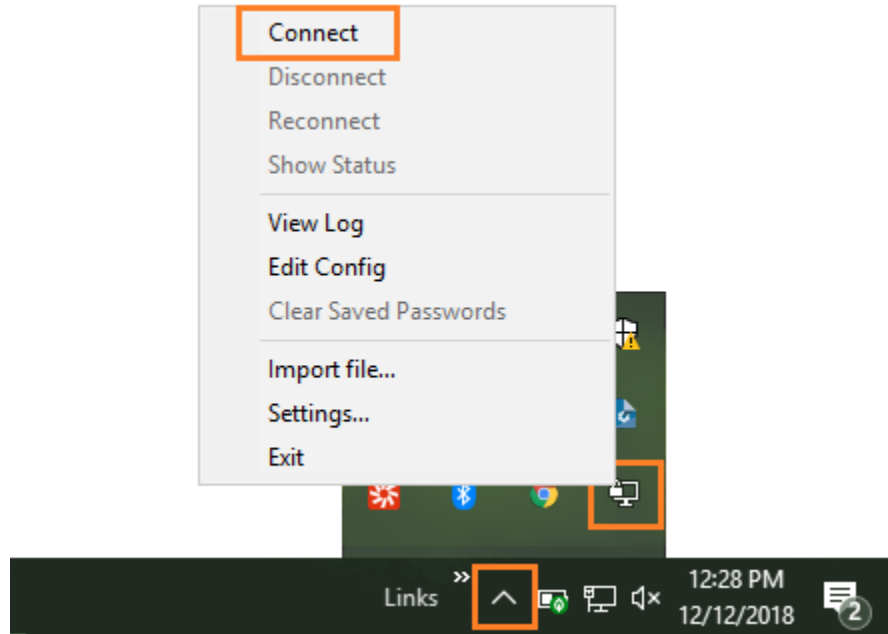 Connect
Disconnect
Reconnect
Show Status
View Log
Edit Config
Clear Saved Passwords
Import file...
Settings...
Exit
Links
12:28 PM
12/12/2018
2